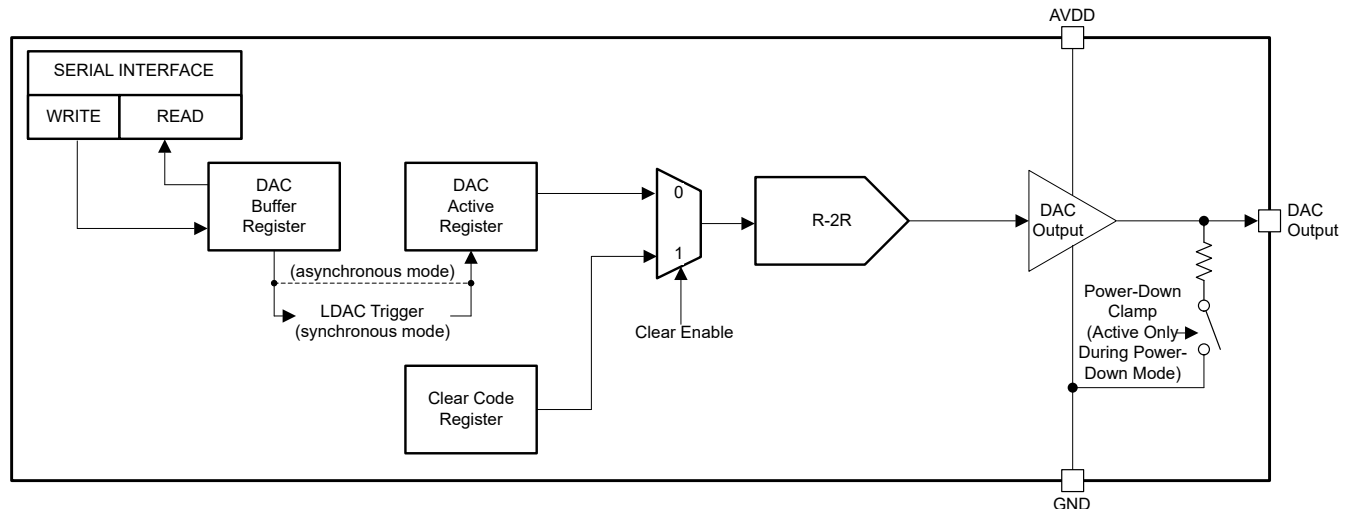 AVDD
SERIAL INTERFACE
WRITE
READ
DAC
Buffer
Register
DAC
Active
Register
0
1
R-2R
DAC
Output
DAC
Output
(asynchronous mode)
LDAC Trigger
(synchronous mode)
Clear Enable
Power-Down
Clamp
(Active Only
During Power-
Down Mode)
Clear Code
Register
GND